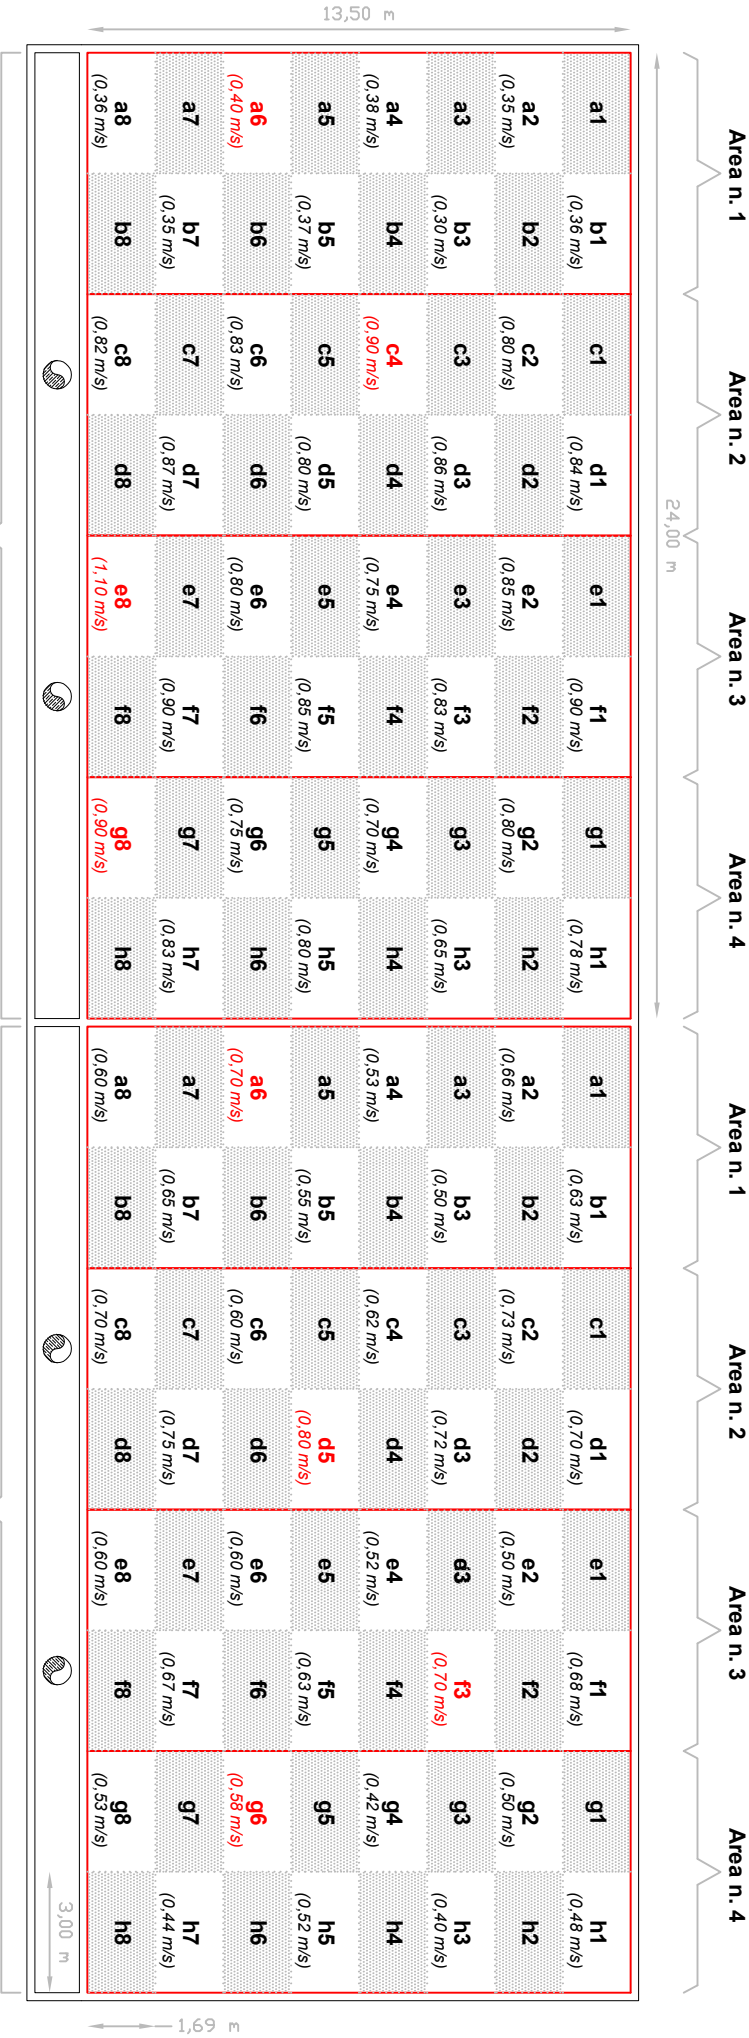 Area n. 1 Area n. 2 Area n. 3 Area n. 4 Area n. 1 Area n. 2 Area n. 3 Area n. 4
24,00 m
13,50 m
a1 b1 c1 d1 e1 f1 g1 h1 a1 b1 c1 d1 e1 f1 g1 h1
(0,36 m/s) (0,84 m/s) (0,90 m/s) (0,78 m/s) (0,63 m/s) (0,70 m/s) (0,68 m/s) (0,48 m/s)
a2 b2 c2 d2 e2 f2 g2 h2 a2 b2 c2 d2 e2 f2 g2 h2
(0,35 m/s) (0,80 m/s) (0,85 m/s) (0,80 m/s) (0,66 m/s) (0,73 m/s) (0,50 m/s) (0,50 m/s)
a3 b3 c3 d3 e3 f3 g3 h3 a3 b3 c3 d3 f3 g3 h3
(0,30 m/s) (0,86 m/s) (0,83 m/s) (0,65 m/s) (0,50 m/s) (0,72 m/s) (0,70 m/s) (0,40 m/s)
a4 b4 c4 d4 e4 f4 g4 h4 a4 b4 c4 d4 e4 f4 g4 h4
(0,38 m/s) (0,90 m/s) (0,75 m/s) (0,70 m/s) (0,53 m/s) (0,62 m/s) (0,52 m/s) (0,42 m/s)
a5 b5 c5 d5 e5 f5 g5 h5 a5 b5 c5 d5 e5 f5 g5 h5
(0,37 m/s) (0,80 m/s) (0,85 m/s) (0,80 m/s) (0,55 m/s) (0,80 m/s) (0,63 m/s) (0,52 m/s)
a6 b6 c6 d6 e6 f6 g6 h6 a6 b6 c6 d6 e6 f6 g6 h6
(0,40 m/s) (0,83 m/s) (0,80 m/s) (0,75 m/s) (0,70 m/s) (0,60 m/s) (0,60 m/s) (0,58 m/s)
a7 b7 c7 d7 e7 f7 g7 h7 a7 b7 c7 d7 e7 f7 g7 h7
(0,35 m/s) (0,87 m/s) (0,90 m/s) (0,83 m/s) (0,65 m/s) (0,75 m/s) (0,67 m/s) (0,44 m/s)
a8 b8 c8 d8 e8 f8 g8 h8 a8 b8 c8 d8 e8 f8 g8 h8
(0,36 m/s) (0,82 m/s) (1,10 m/s) (0,90 m/s) (0,60 m/s) (0,70 m/s) (0,60 m/s) (0,53 m/s)
1,69 m
3,00 m